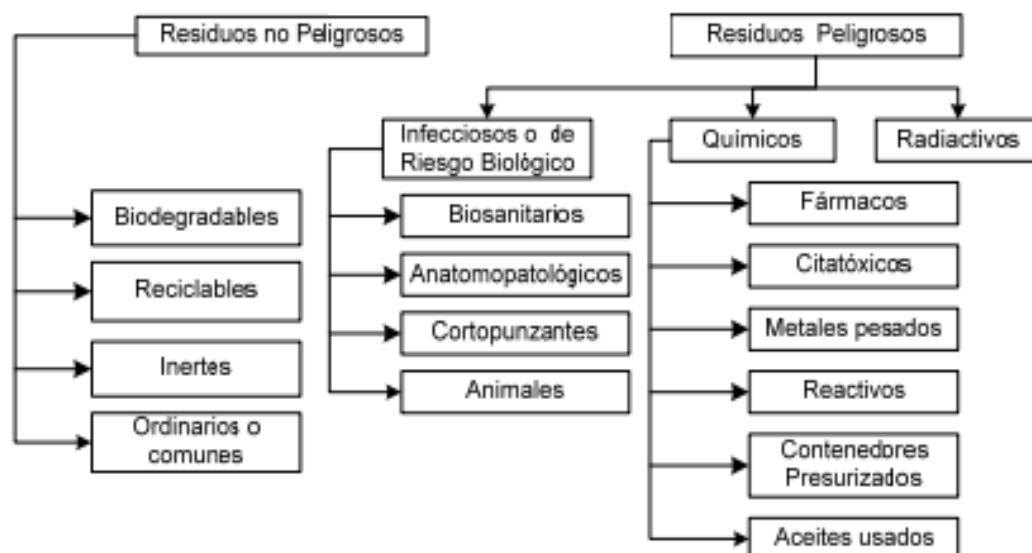 Residuos no Peligrosos
Residuos Peligrosos
Infecciosos o de
Riesgo Biológico
Químicos
Radiactivos
Biodegradables
Reciclables
Inertes
Ordinarios o
comunes
Biosanitarios
Anatomopatológicos
Cortopunzantes
Animales
Fármacos
Citatóxicos
Metales pesados
Reactivos
Contenedores
Presurizados
Aceites usados